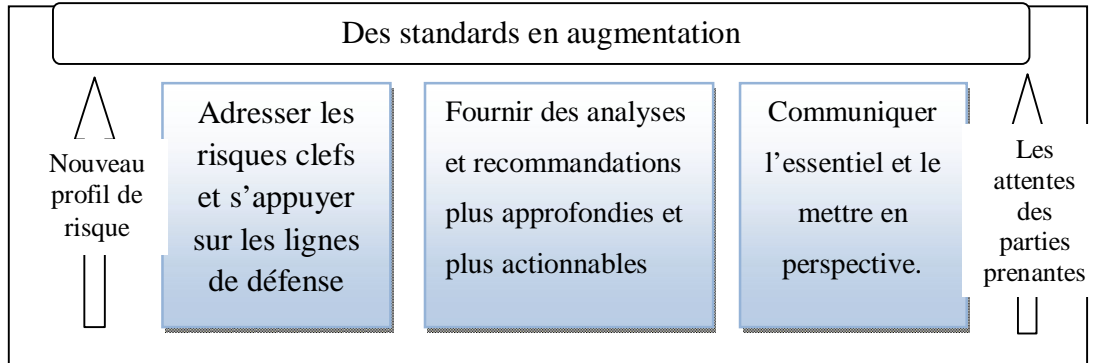 Des standards en augmentation
Nouveau
profil de
risque
Adresser les
risques clefs
et s’appuyer
sur les lignes
de défense
Fournir des analyses
et recommandations
plus approfondies et
plus actionnables
Communiquer
l’essentiel et le
mettre en
perspective.
Les
attentes
des
parties
prenantes